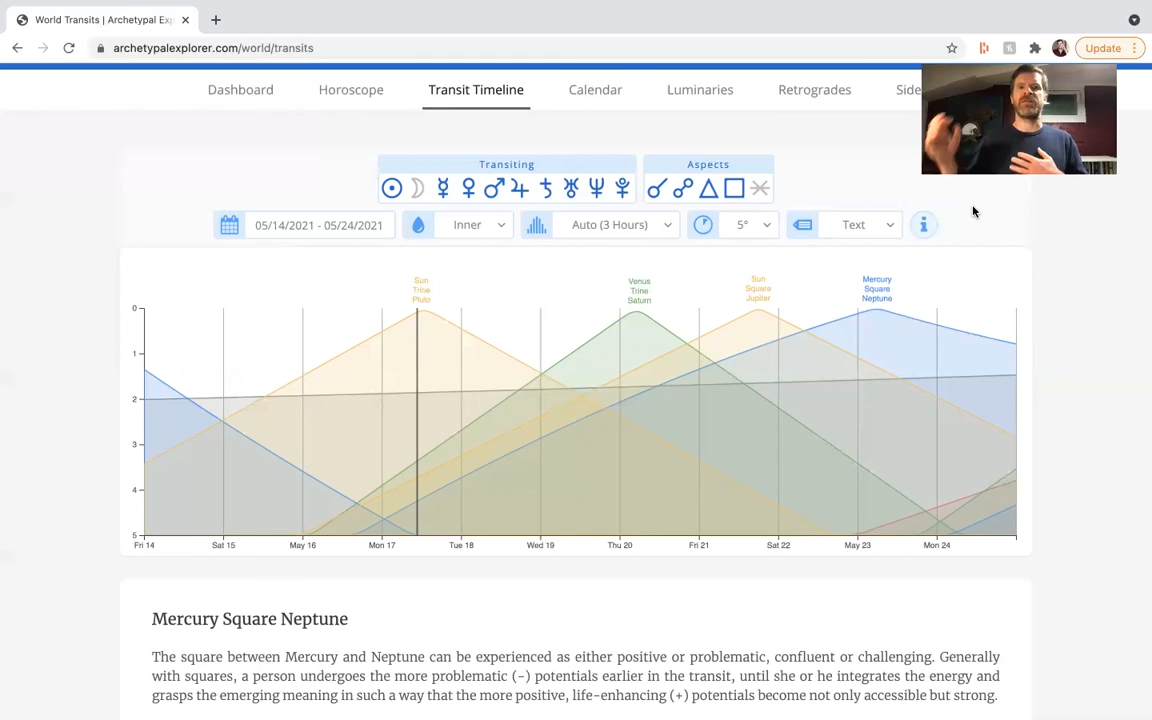 World Transits | Archetypal Exp
archetypalexplorer.com/world/transits
Update
Dashboard Horoscope Transit Timeline Calendar Luminaries Retrogrades Side
Transiting Aspects
05/14/2021 - 05/24/2021 Inner Auto (3 Hours) 5° Text
Sun
Trine
Pluto
Venus
Trine
Saturn
Sun
Square
Jupiter
Mercury
Square
Neptune
0
1
2
3
4
5
Fri 14 Sat 15 May 16 Mon 17 Tue 18 Wed 19 Thu 20 Fri 21 Sat 22 May 23 Mon 24
Mercury Square Neptune
The square between Mercury and Neptune can be experienced as either positive or problematic, confluent or challenging. Generally
with squares, a person undergoes the more problematic (-) potentials earlier in the transit, until she or he integrates the energy and
grasps the emerging meaning in such a way that the more positive, life-enhancing (+) potentials become not only accessible but strong.